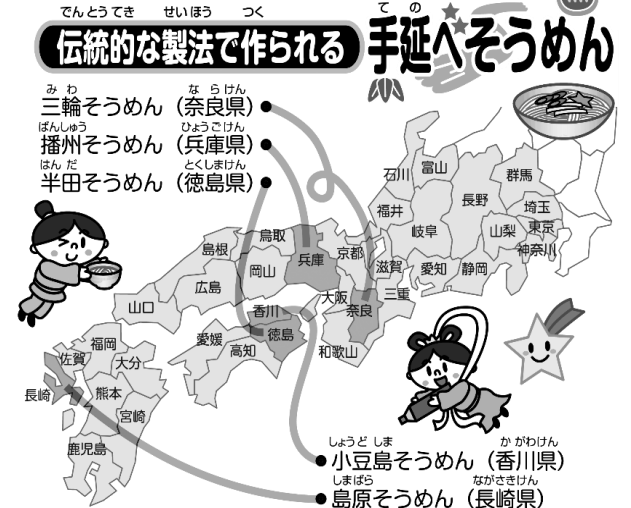 でんとうてき せいほう つく
伝統的な製法で作られる
て の
手延べそうめん
みわ ならけん
三輪そうめん（奈良県）
ばんしゅう ひょうごけん
播州そうめん（兵庫県）
はんだ とくしまけん
半田そうめん（徳島県）
石川
富山
群馬
長野
福井
埼玉
岐阜
山梨
東京
神奈川
鳥取
島根
兵庫
京都
滋賀
愛知
静岡
岡山
広島
大阪
三重
奈良
山口
香川
徳島
愛媛
高知
和歌山
福岡
佐賀
大分
長崎
熊本
宮崎
鹿児島
しょうどしま かがわけん
小豆島そうめん（香川県）
しまばら ながさきけん
島原そうめん（長崎県）